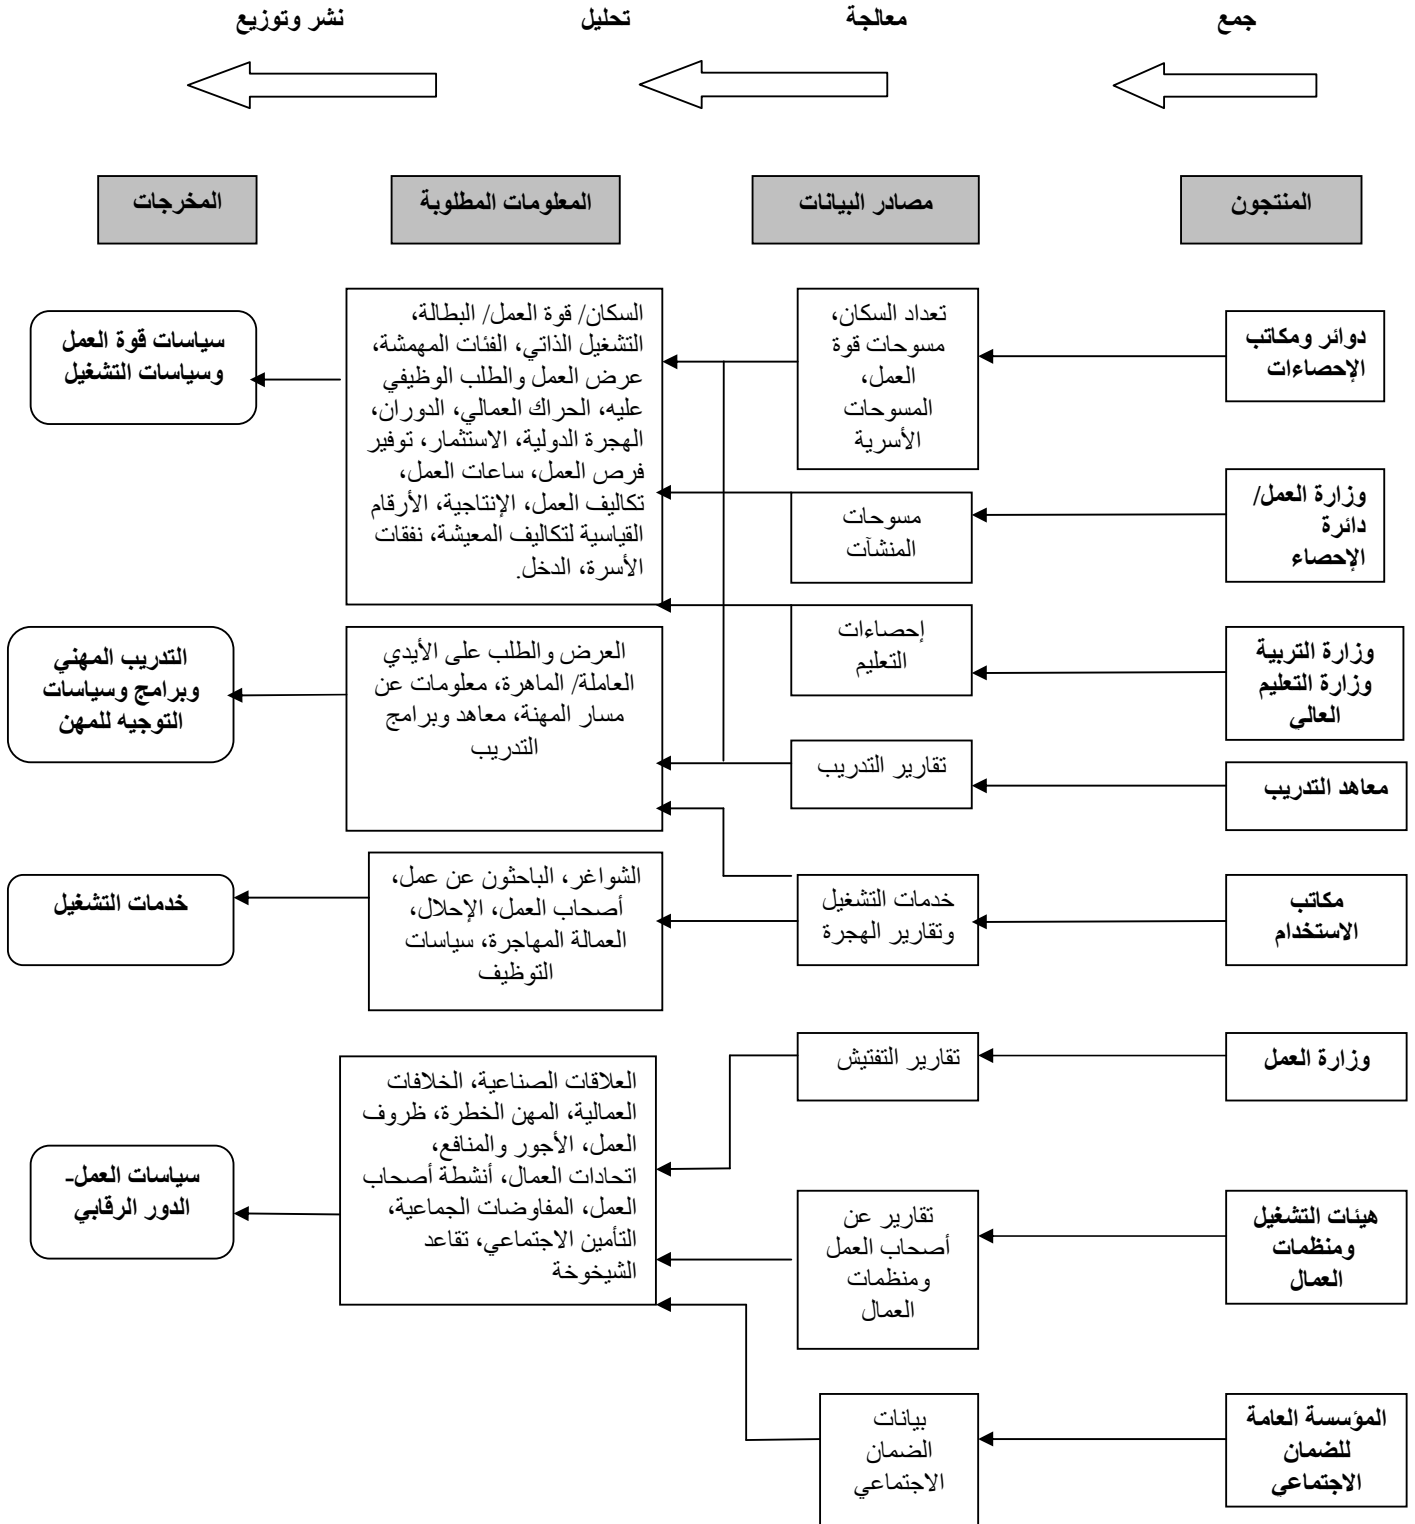 جمع
معالجة
تحليل
نشر وتوزيع
المنتجون
مصادر البيانات
المعلومات المطلوبة
المخرجات
دوائر ومكاتب
الإحصاءات
تعداد السكان،
مسوحات قوة
العمل،
المسوحات
الأسرية
السكان/ قوة العمل/ البطالة،
التشغيل الذاتي، الفئات المهمشة،
عرض العمل والطلب الوظيفي
عليه، الحراك العمالي، الدوران،
الهجرة الدولية، الاستثمار، توفير
فرص العمل، ساعات العمل،
تكاليف العمل، الإنتاجية، الأرقام
القياسية لتكاليف المعيشة، نفقات
الأسرة، الدخل.
سياسات قوة العمل
وسياسات التشغيل
وزارة العمل/
دائرة
الإحصاء
مسوحات
المنشآت
وزارة التربية
وزارة التعليم
العالي
إحصاءات
التعليم
العرض والطلب على الأيدي
العاملة/ الماهرة، معلومات عن
مسار المهنة، معاهد وبرامج
التدريب
التدريب المهني
وبرامج وسياسات
التوجيه للمهن
معاهد التدريب
تقارير التدريب
مكاتب
الاستخدام
خدمات التشغيل
وتقارير الهجرة
الشواغر، الباحثون عن عمل،
أصحاب العمل، الإحلال،
العمالة المهاجرة، سياسات
التوظيف
خدمات التشغيل
وزارة العمل
تقارير التفتيش
العلاقات الصناعية، الخلافات
العمالية، المهن الخطرة، ظروف
العمل، الأجور والمنافع،
اتحادات العمال، أنشطة أصحاب
العمل، المفاوضات الجماعية،
التأمين الاجتماعي، تقاعد
الشيخوخة
سياسات العمل-
الدور الرقابي
هيئات التشغيل
ومنظمات
العمال
تقارير عن
أصحاب العمل
ومنظمات
العمال
المؤسسة العامة
للضمان
الاجتماعي
بيانات
الضمان
الاجتماعي